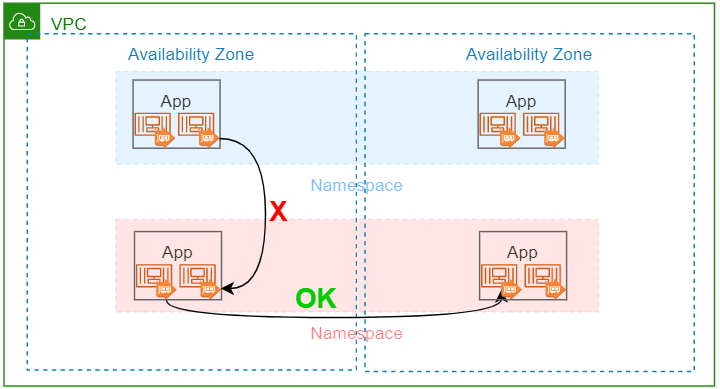 VPC
Availability Zone
Availability Zone
App
App
Namespace
X
App
App
OK
Namespace